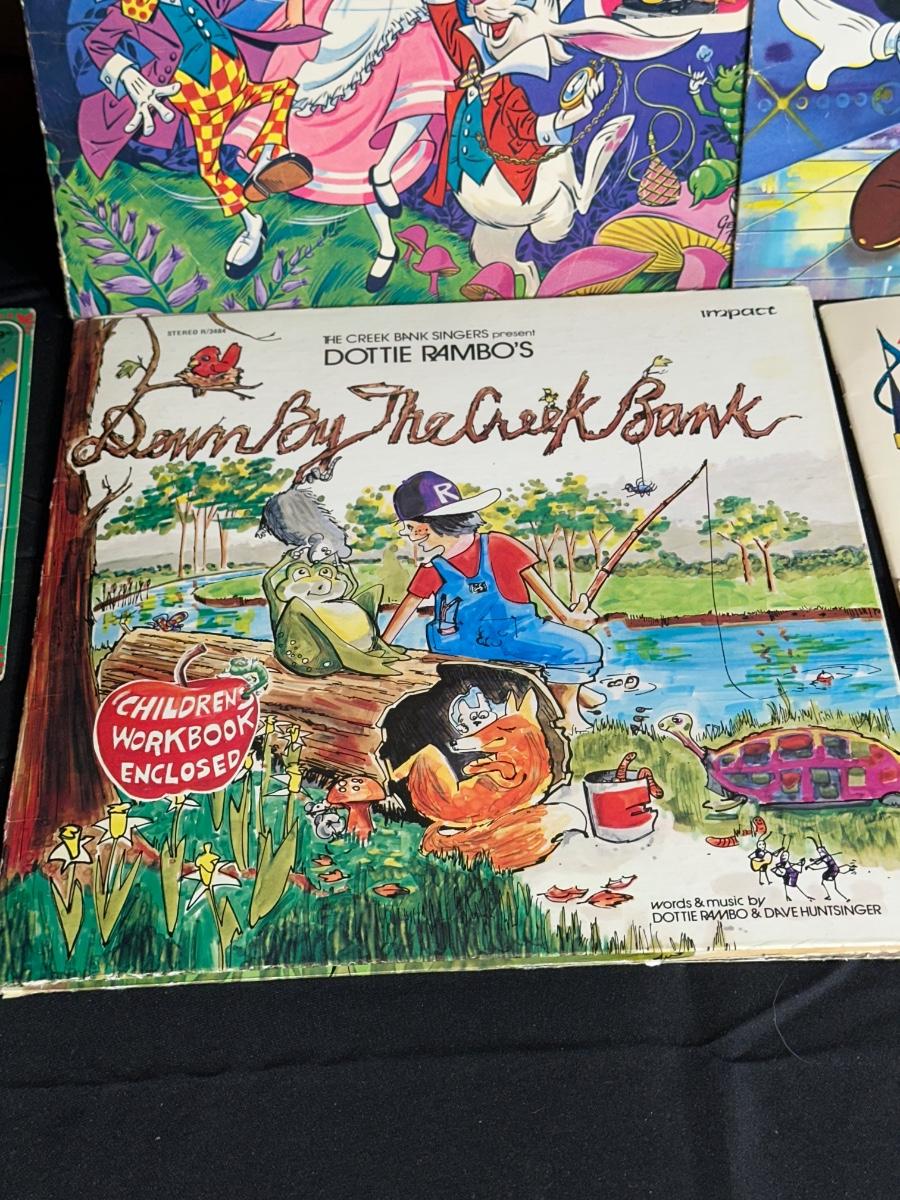 impact
STEREO R/3484
THE CREEK BANK SINGERS present
DOTTIE RAMBO'S
Down By The Creek Bank
R
CHILDRENS
WORKBOOK
ENCLOSED
words & music by
DOTTIE RAMBO & DAVE HUNTSINGER